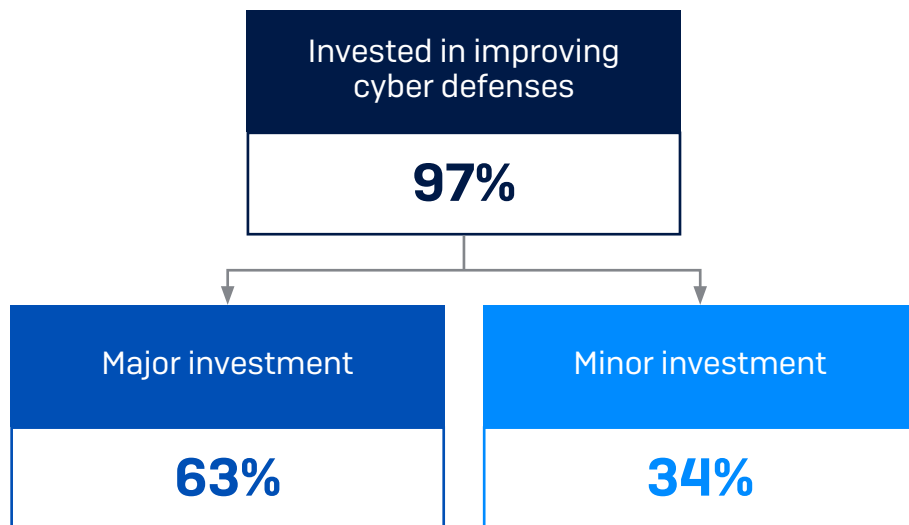 Invested in improving
cyber defenses
97%
Major investment
Minor investment
63%
34%